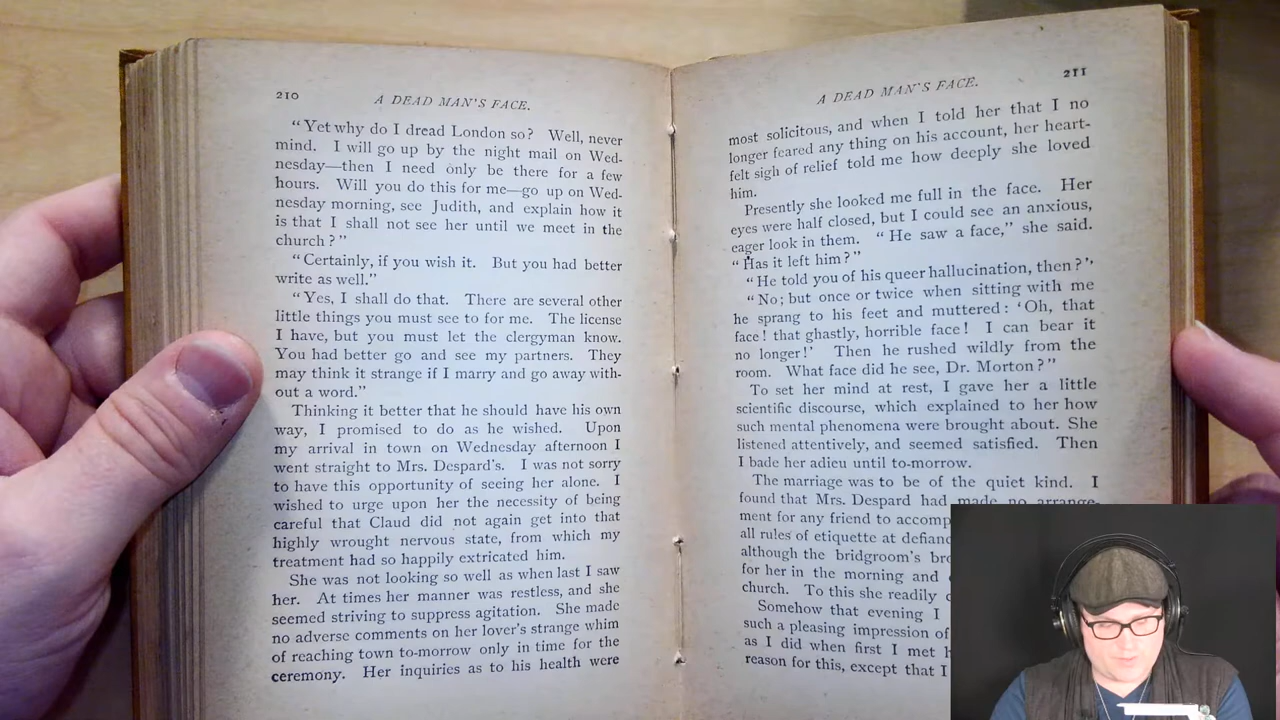 210
A DEAD MAN'S FACE.
"Yet why do I dread London so? Well, never
mind. I will go up by the night mail on Wed-
nesday—then I need only be there for a few
hours. Will you do this for me—go up on Wed-
nesday morning, see Judith, and explain how it
is that I shall not see her until we meet in the
church?"
"Certainly, if you wish it. But you had better
write as well."
"Yes, I shall do that. There are several other
little things you must see to for me. The license
I have, but you must let the clergyman know.
You had better go and see my partners. They
may think it strange if I marry and go away with-
out a word."
Thinking it better that he should have his own
way, I promised to do as he wished. Upon
my arrival in town on Wednesday afternoon I
went straight to Mrs. Despard's. I was not sorry
to have this opportunity of seeing her alone. I
wished to urge upon her the necessity of being
careful that Claud did not again get into that
highly wrought nervous state, from which my
treatment had so happily extricated him.
She was not looking so well as when last I saw
her. At times her manner was restless, and she
seemed striving to suppress agitation. She made
no adverse comments on her lover's strange whim
of reaching town to-morrow only in time for the
ceremony. Her inquiries as to his health were
A DEAD MAN'S FACE.
211
most solicitous, and when I told her that I no
longer feared any thing on his account, her heart-
felt sigh of relief told me how deeply she loved
him.
Presently she looked me full in the face. Her
eyes were half closed, but I could see an anxious,
eager look in them. "He saw a face," she said.
"Has it left him?"
"He told you of his queer hallucination, then?"
"No; but once or twice when sitting with me
he sprang to his feet and muttered: 'Oh, that
face! that ghastly, horrible face! I can bear it
no longer!' Then he rushed wildly from the
room. What face did he see, Dr. Morton?"
To set her mind at rest, I gave her a little
scientific discourse, which explained to her how
such mental phenomena were brought about. She
listened attentively, and seemed satisfied. Then
I bade her adieu until to-morrow.
The marriage was to be of the quiet kind. I
found that Mrs. Despard had made no arrange-
ment for any friend to
all rules of etiquette at
although the bridegroom's
for her in the morning and
church. To this she readily
Somehow that evening I
such a pleasing impression of
as I did when first I met
reason for this, except that I